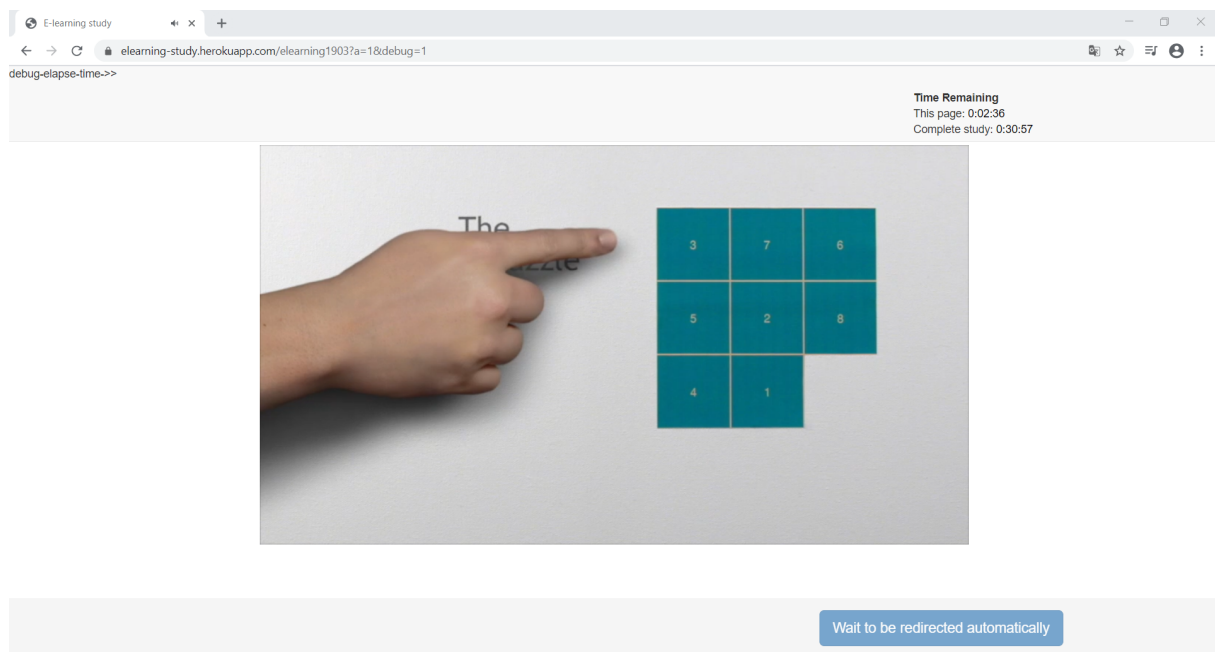 E-learning study
elearning-study.herokuapp.com/elearning1903?a=1&debug=1
debug-elapse-time->>
Time Remaining
This page: 0:02:36
Complete study: 0:30:57
The
3 7 6
5 2 8
4 1
Wait to be redirected automatically